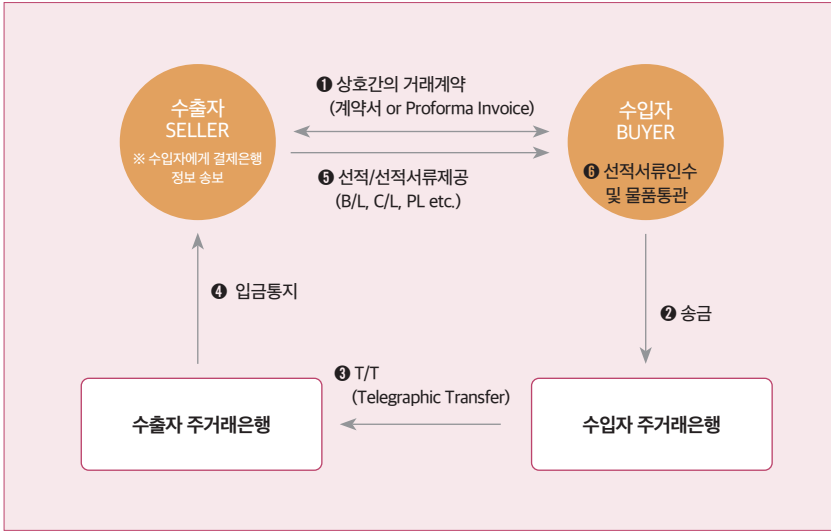 ❶ 상호간의 거래계약
(계약서 or Proforma Invoice)
수출자
SELLER
※ 수입자에게 결제은행
정보 송보
수입자
BUYER
❻ 선적서류인수
및 물품통관
❺ 선적/선적서류제공
(B/L, C/L, PL etc.)
❹ 입금통지
❷ 송금
❸ T/T
(Telegraphic Transfer)
수출자 주거래은행
수입자 주거래은행